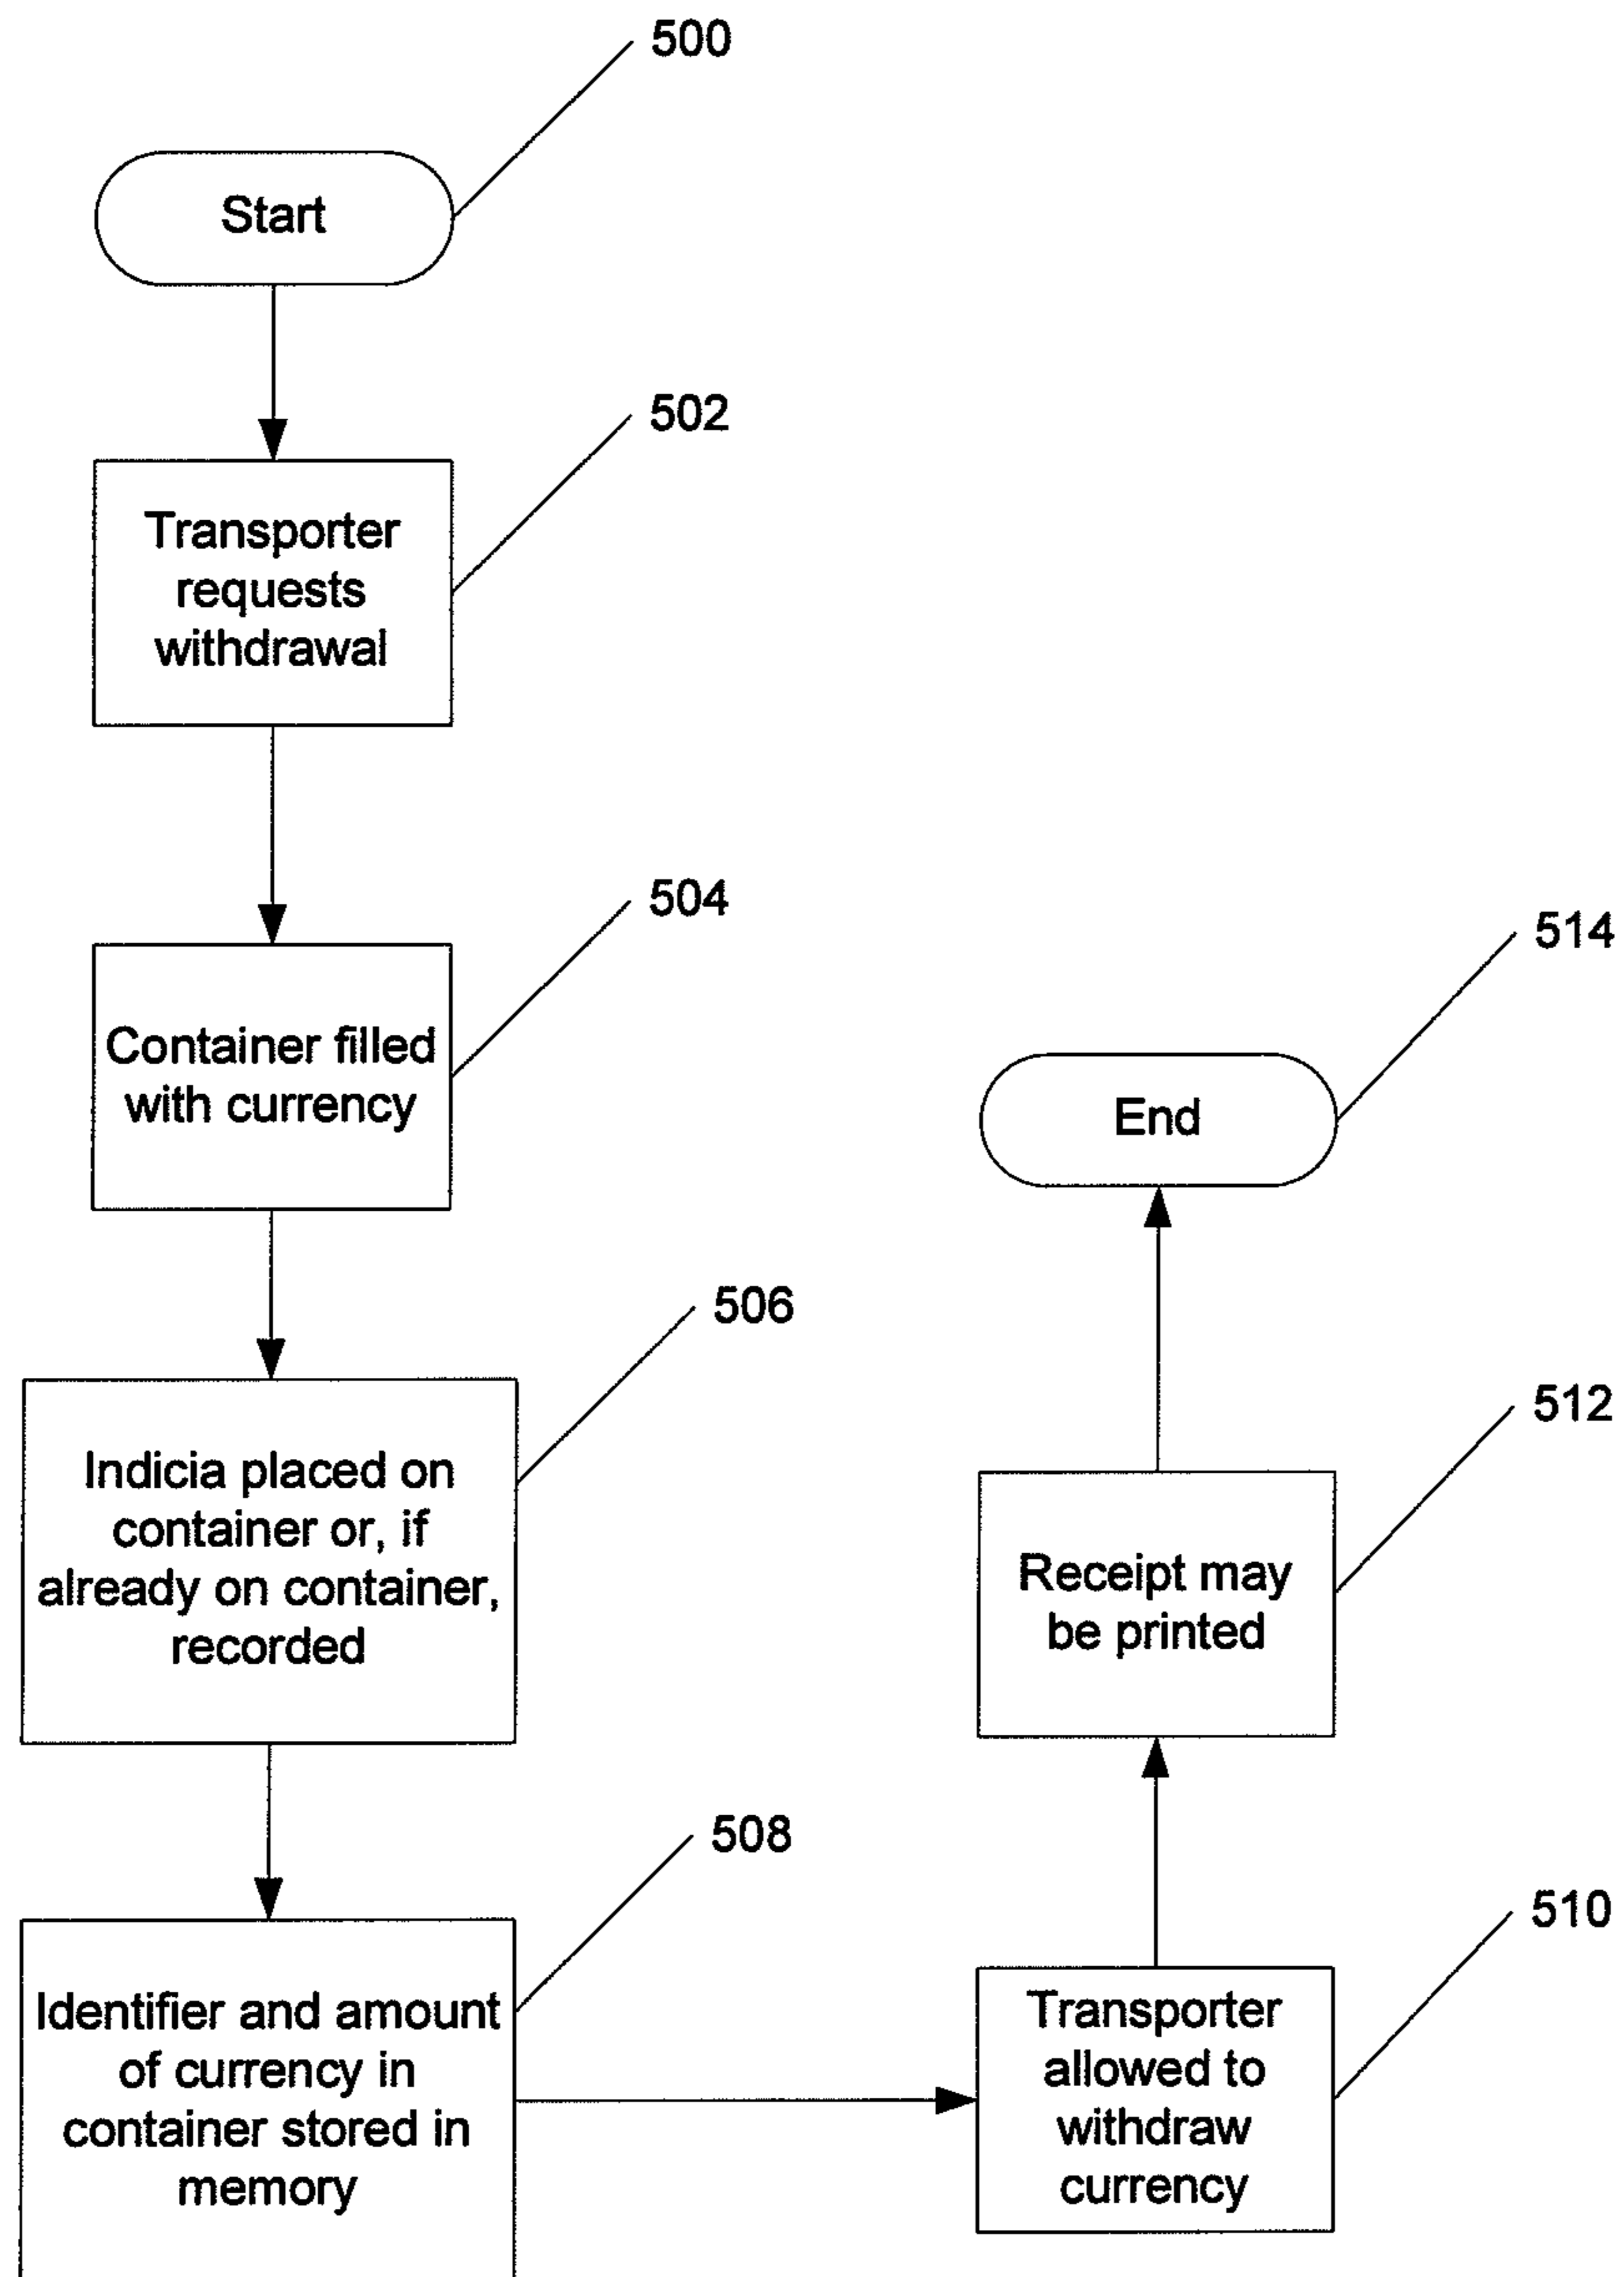 500
Start
502
Transporter
requests
withdrawal
504
Container filled
with currency
506
Indicia placed on
container or, if
already on container,
recorded
508
Identifier and amount
of currency in
container stored in
memory
510
Transporter
allowed to
withdraw
currency
512
Receipt may
be printed
514
End